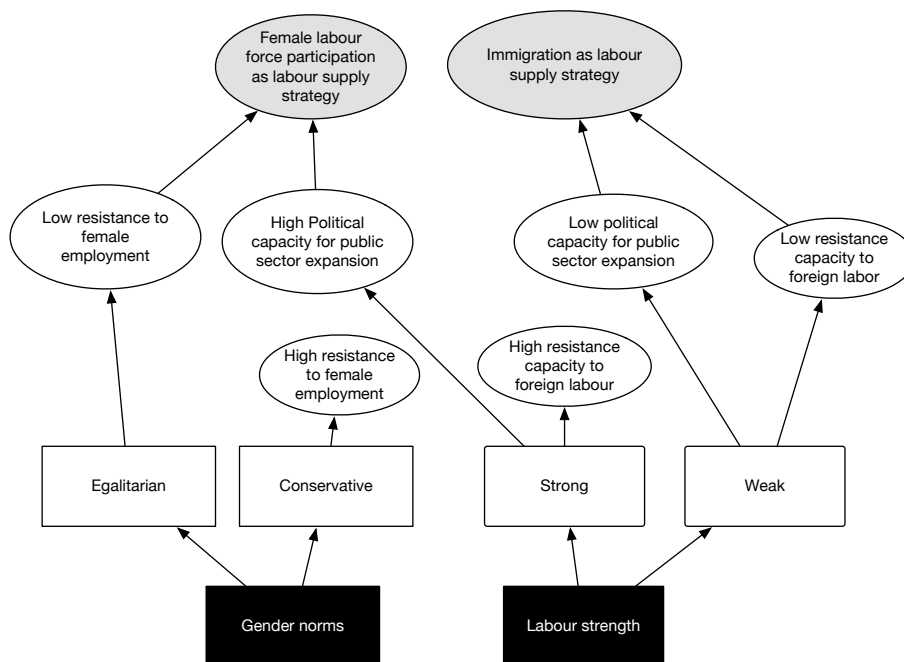 Female labour
force participation
as labour supply
strategy
Immigration as labour
supply strategy
Low resistance to
female
employment
High Political
capacity for public
sector expansion
Low political
capacity for public
sector expansion
Low resistance
capacity to
foreign labor
High resistance
to female
employment
High resistance
capacity to
foreign labour
Egalitarian
Conservative
Strong
Weak
Gender norms
Labour strength